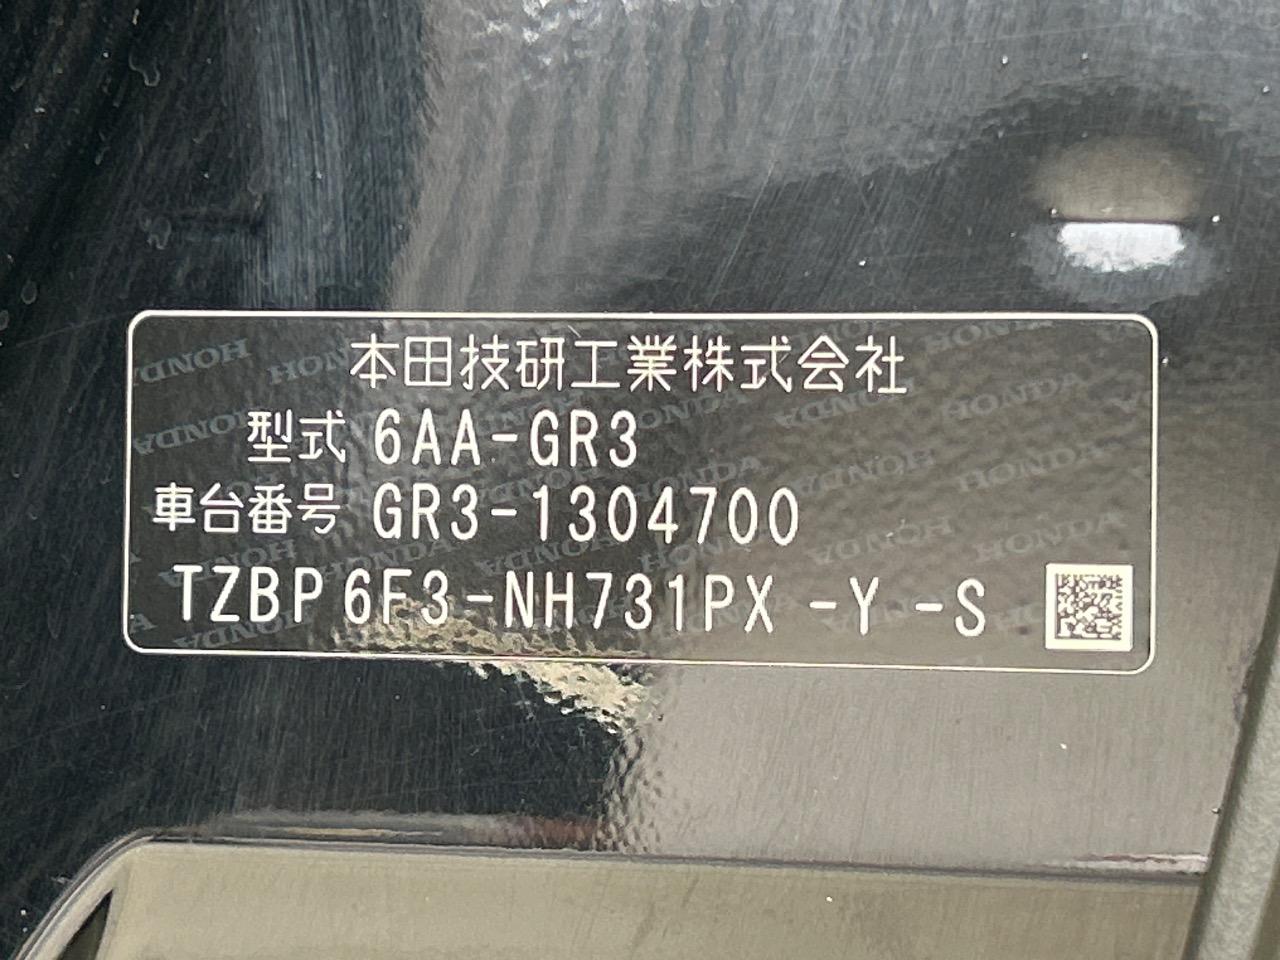 本田技研工業株式会社
型式 6AA-GR3
車台番号 GR3-1304700
TZBP6F3-NH731PX -Y -S